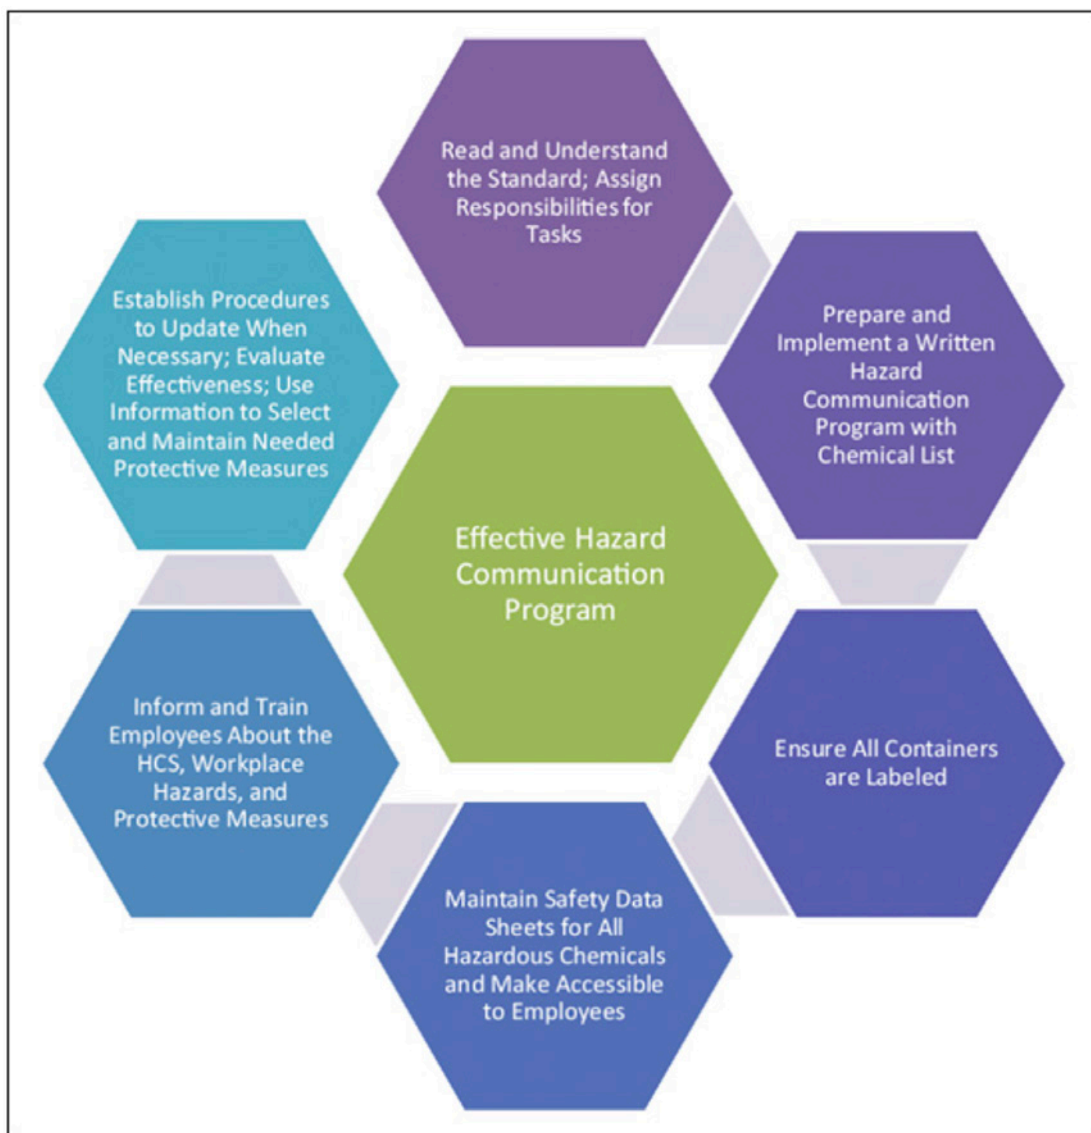 Read and Understand
the Standard; Assign
Responsibilities for
Tasks
Prepare and
Implement a Written
Hazard
Communication
Program with
Chemical List
Ensure All Containers
are Labeled
Maintain Safety Data
Sheets for All
Hazardous Chemicals
and Make Accessible
to Employees
Inform and Train
Employees About the
HCS, Workplace
Hazards, and
Protective Measures
Establish Procedures
to Update When
Necessary; Evaluate
Effectiveness; Use
Information to Select
and Maintain Needed
Protective Measures
Effective Hazard
Communication
Program